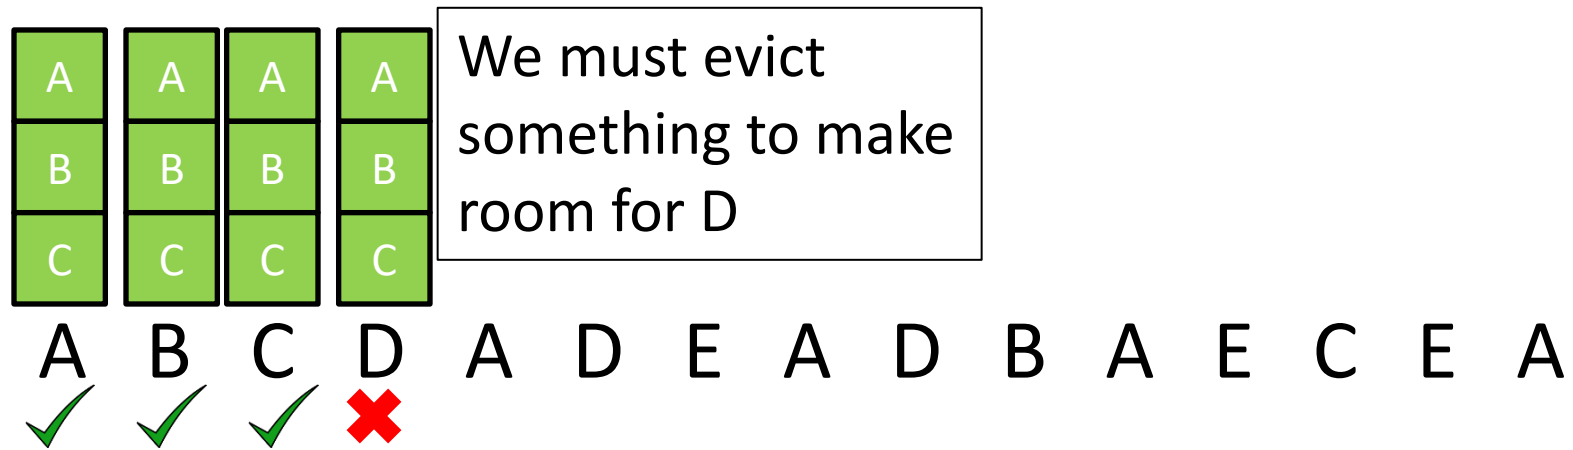 A A A A
B B B B
C C C C
We must evict
something to make
room for D
A B C D A D E A D B A E C E A